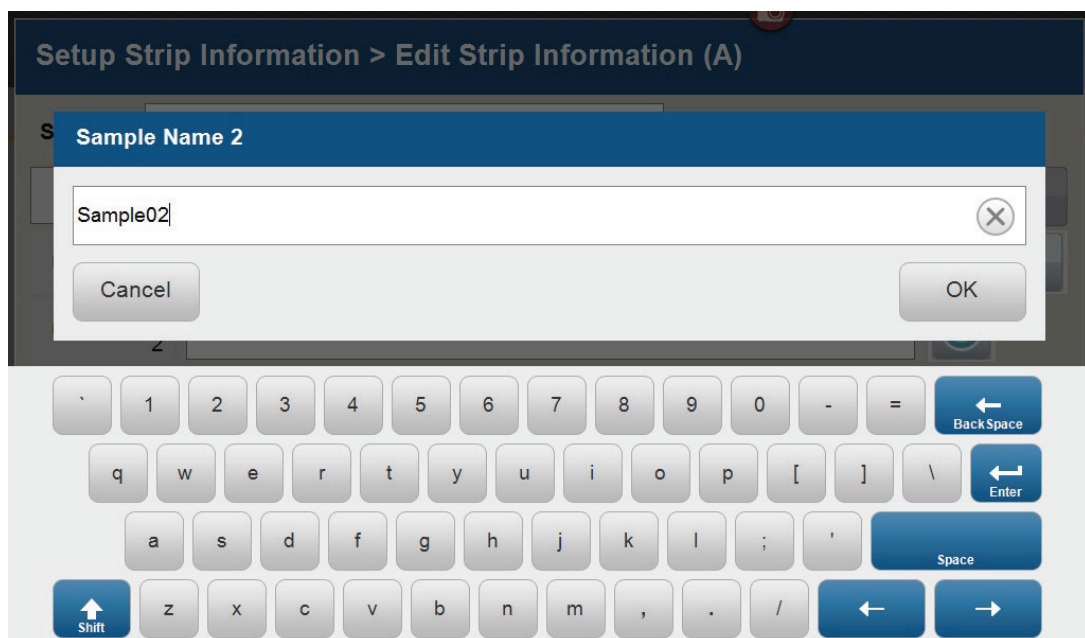 Setup Strip Information > Edit Strip Information (A)
S
Sample Name 2
Sample02
Cancel OK
2
` 1 2 3 4 5 6 7 8 9 0 - = BackSpace
q w e r t y u i o p [ ] \ Enter
a s d f g h j k l ; ' Space
Shift z x c v b n m , . /